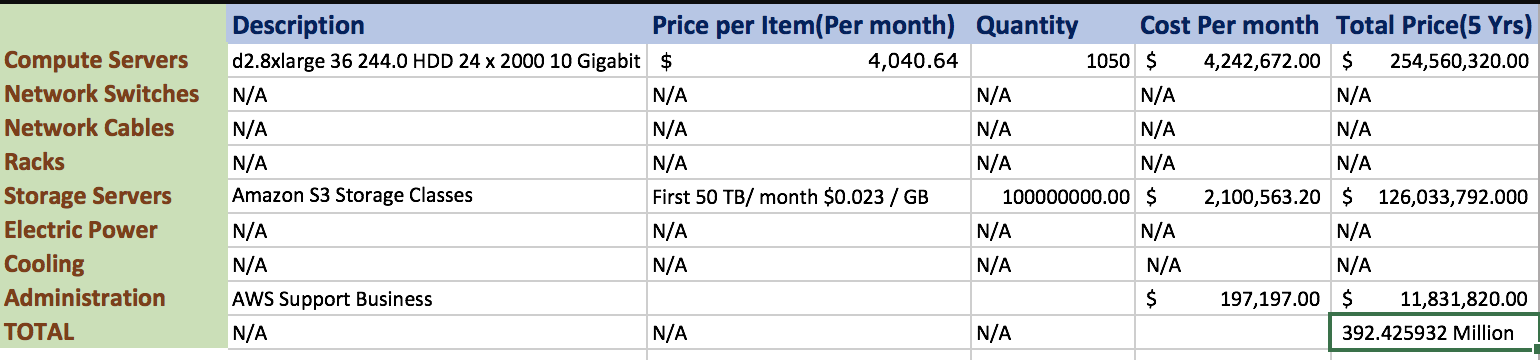 Description Price per Item(Per month) Quantity Cost Per month Total Price(5 Yrs)
Compute Servers d2.8xlarge 36 244.0 HDD 24 x 2000 10 Gigabit $ 4,040.64 1050 $ 4,242,672.00 $ 254,560,320.00
Network Switches N/A N/A N/A N/A N/A
Network Cables N/A N/A N/A N/A N/A
Racks N/A N/A N/A N/A N/A
Storage Servers Amazon S3 Storage Classes First 50 TB/ month $0.023 / GB 100000000.00 $ 2,100,563.20 $ 126,033,792.000
Electric Power N/A N/A N/A N/A N/A
Cooling N/A N/A N/A N/A N/A
Administration AWS Support Business $ 197,197.00 $ 11,831,820.00
TOTAL N/A N/A N/A 392.425932 Million